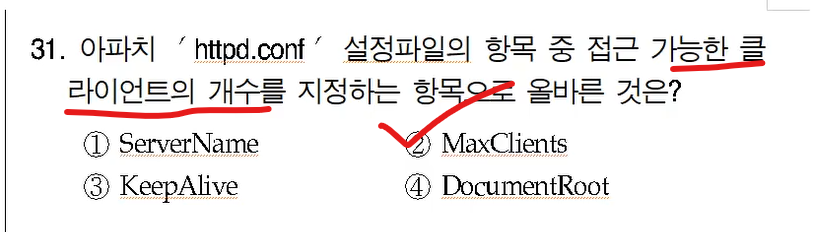 31. 아파치 ′httpd.conf′ 설정파일의 항목 중 접근 가능한 클
라이언트의 개수를 지정하는 항목으로 올바른 것은?
① ServerName ② MaxClients
③ KeepAlive ④ DocumentRoot